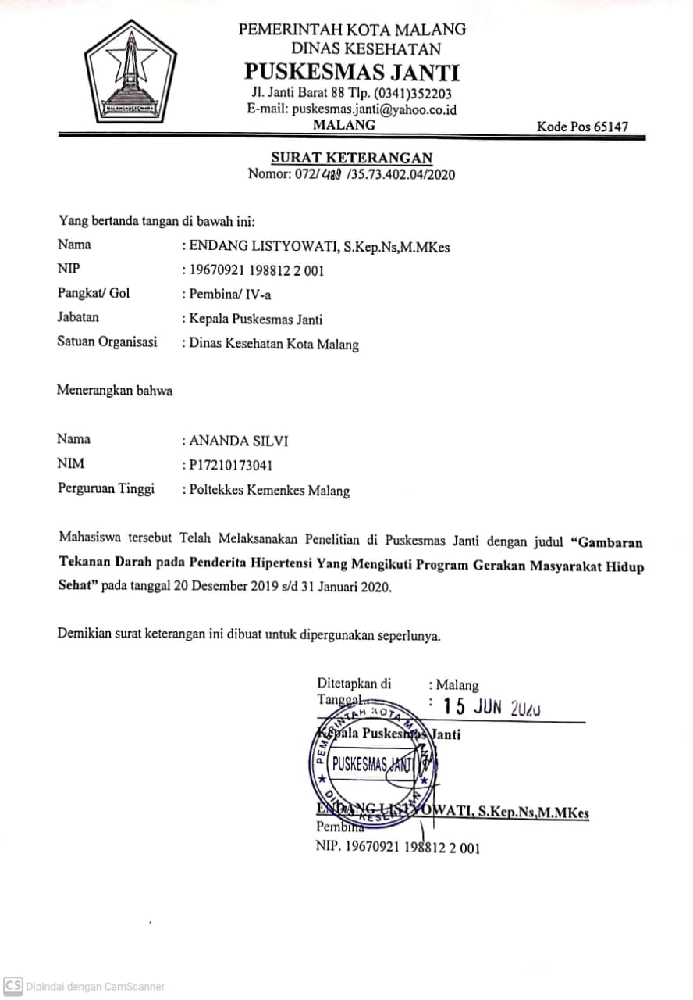 PEMERINTAH KOTA MALANG
DINAS KESEHATAN
PUSKESMAS JANTI
Jl. Janti Barat 88 Tlp. (0341)352203
E-mail: puskesmas.janti@yahoo.co.id
MALANG
Kode Pos 65147
SURAT KETERANGAN
Nomor: 072/ /35.73.402.04/2020
Yang bertanda tangan di bawah ini:
Nama : ENDANG LISTYOWATI, S.Kep.Ns,M.MKes
NIP : 19670921 198812 2 001
Pangkat/ Gol : Pembina/ IV-a
Jabatan : Kepala Puskesmas Janti
Satuan Organisasi : Dinas Kesehatan Kota Malang
Menerangkan bahwa
Nama : ANANDA SILVI
NIM : P17210173041
Perguruan Tinggi : Poltekkes Kemenkes Malang
Mahasiswa tersebut Telah Melaksanakan Penelitian di Puskesmas Janti dengan judul “Gambaran
Tekanan Darah pada Penderita Hipertensi Yang Mengikuti Program Gerakan Masyarakat Hidup
Sehat” pada tanggal 20 Desember 2019 s/d 31 Januari 2020.
Demikian surat keterangan ini dibuat untuk dipergunakan seperlunya.
Ditetapkan di : Malang
Tanggal : 15 JUN 2020
Kepala Puskesmas Janti
PEMERINTAH KOTA MALANG
PUSKESMAS JANTI
DINAS KESEHATAN
ENDANG LISTYOWATI, S.Kep.Ns,M.MKes
Pembina
NIP. 19670921 198812 2 001
CS Dipindai dengan CamScanner